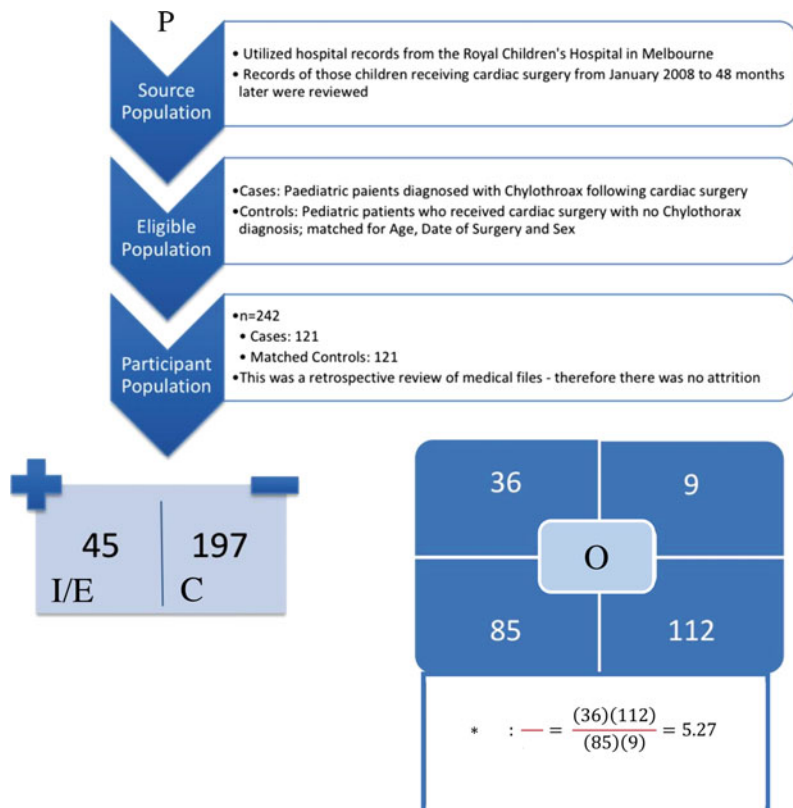 P
Source
Population
• Utilized hospital records from the Royal Children's Hospital in Melbourne
• Records of those children receiving cardiac surgery from January 2008 to 48 months
later were reviewed
Eligible
Population
•Cases: Paediatric paients diagnosed with Chylothroax following cardiac surgery
•Controls: Pediatric patients who received cardiac surgery with no Chylothorax
diagnosis; matched for Age, Date of Surgery and Sex
Participant
Population
•n=242
• Cases: 121
• Matched Controls: 121
•This was a retrospective review of medical files - therefore there was no attrition
45 197
I/E C
36 9
O
85 112
* : — = (36)(112)/(85)(9) = 5.27